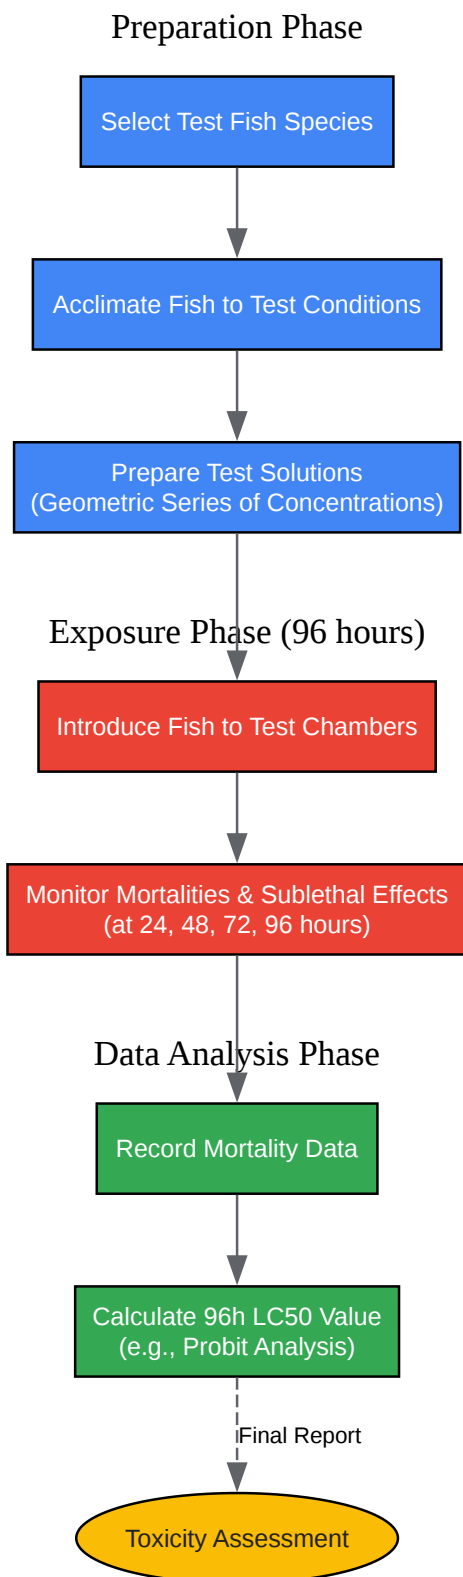 Preparation Phase
Select Test Fish Species
Acclimate Fish to Test Conditions
Prepare Test Solutions
(Geometric Series of Concentrations)
Exposure Phase (96 hours)
Introduce Fish to Test Chambers
Monitor Mortalities & Sublethal Effects
(at 24, 48, 72, 96 hours)
Data Analysis Phase
Record Mortality Data
Calculate 96h LC50 Value
(e.g., Probit Analysis)
Final Report
Toxicity Assessment